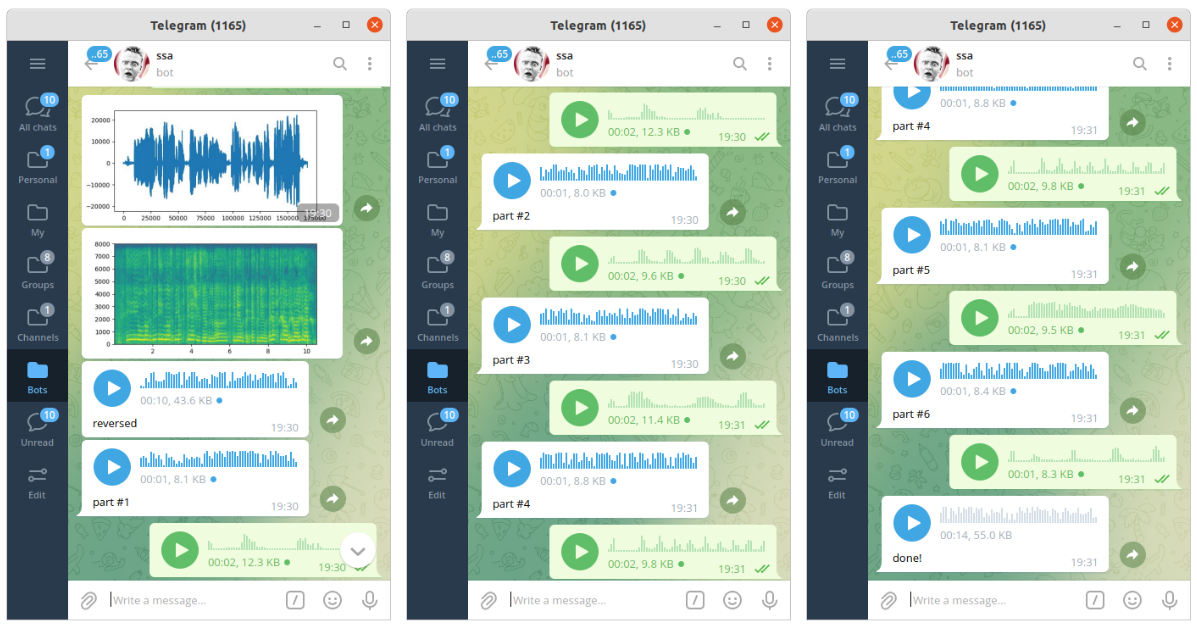 Telegram (1165)
..65
ssa
bot
10
All chats
1
Personal
My
8
Groups
1
Channels
Bots
10
Unread
Edit
20000
10000
0
−10000
−20000
0 25000 50000 75000 100000 125000 150000 175000
19:30
8000
7000
6000
5000
4000
3000
2000
1000
0
2 4 6 8 10
00:10, 43.6 KB
reversed
19:30
00:01, 8.1 KB
part #1
19:30
00:02, 12.3 KB
19:30
Write a message...
Telegram (1165)
..65
ssa
bot
10
All chats
1
Personal
My
8
Groups
1
Channels
Bots
10
Unread
Edit
00:02, 12.3 KB
19:30
00:01, 8.0 KB
part #2
19:30
00:02, 9.6 KB
19:30
00:01, 8.1 KB
part #3
19:30
00:02, 11.4 KB
19:31
00:01, 8.8 KB
part #4
19:31
00:02, 9.8 KB
19:31
Write a message...
Telegram (1165)
..65
ssa
bot
10
All chats
1
Personal
My
8
Groups
1
Channels
Bots
10
Unread
Edit
00:01, 8.8 KB
part #4
19:31
00:02, 9.8 KB
19:31
00:01, 8.1 KB
part #5
19:31
00:02, 9.5 KB
19:31
00:01, 8.4 KB
part #6
19:31
00:01, 8.3 KB
19:31
00:14, 55.0 KB
done!
19:31
Write a message...